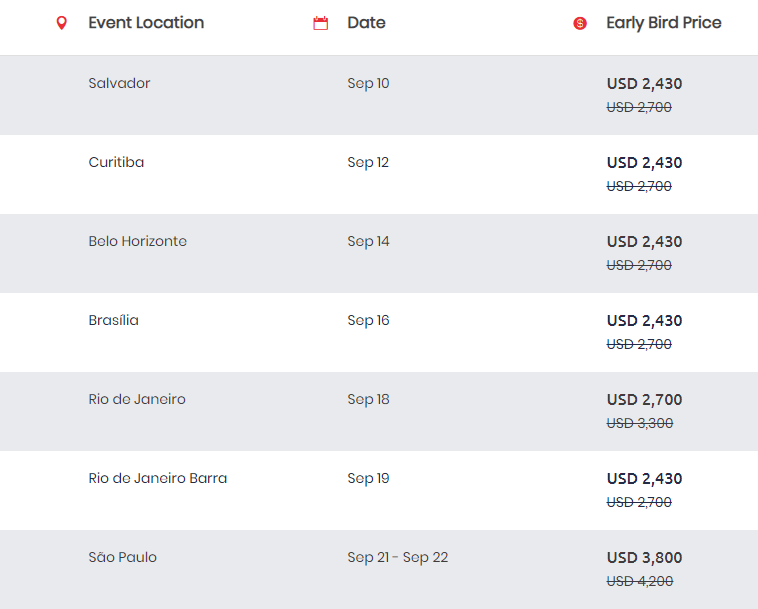 Event Location Date Early Bird Price
Salvador Sep 10 USD 2,430
USD 2,700
Curitiba Sep 12 USD 2,430
USD 2,700
Belo Horizonte Sep 14 USD 2,430
USD 2,700
Brasília Sep 16 USD 2,430
USD 2,700
Rio de Janeiro Sep 18 USD 2,700
USD 3,300
Rio de Janeiro Barra Sep 19 USD 2,430
USD 2,700
São Paulo Sep 21 - Sep 22 USD 3,800
USD 4,200